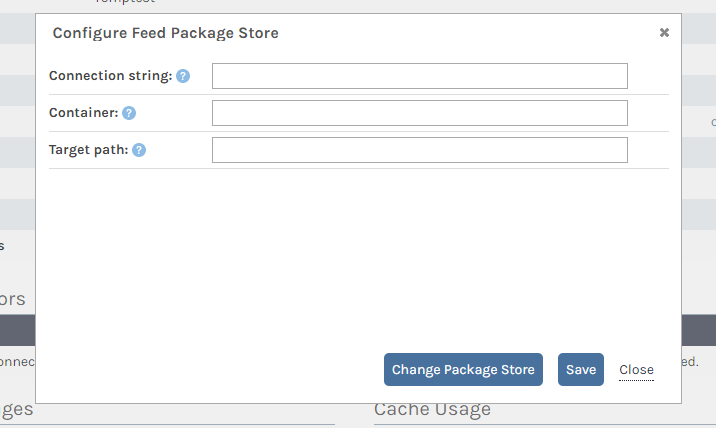 Configure Feed Package Store ✖
Connection string: ?
Container: ?
Target path: ?
s
ors
onnec
ed.
Change Package Store Save Close
ges
Cache Usage